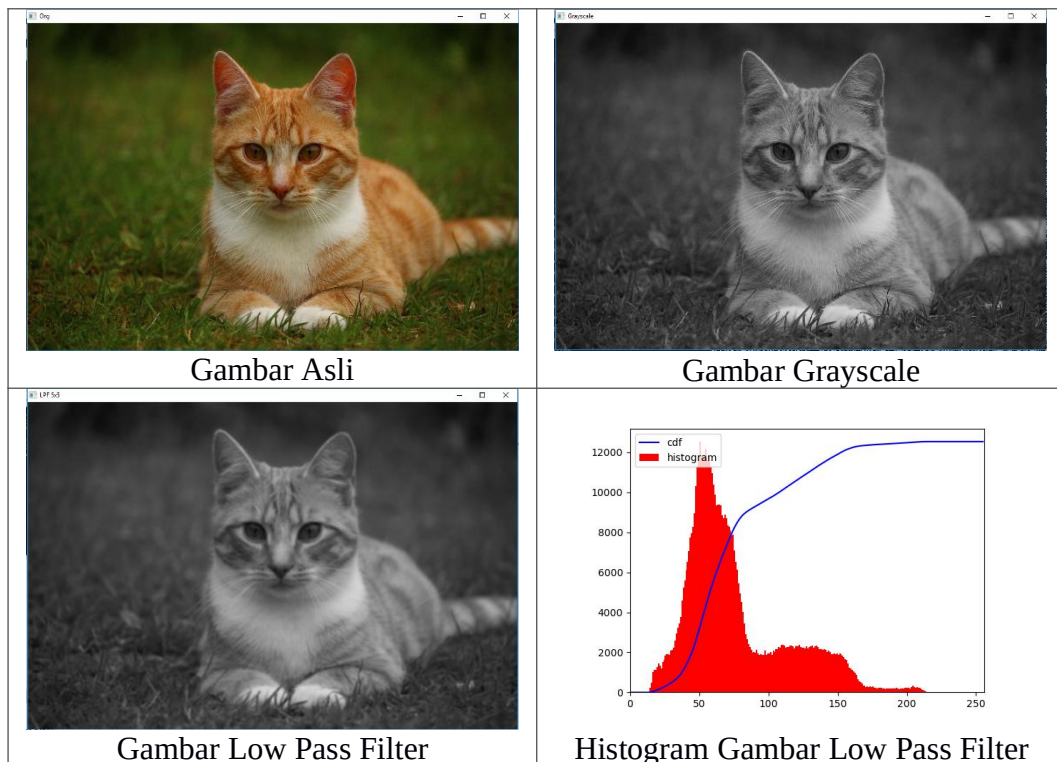 Org
Grayscale
Gambar Asli
Gambar Grayscale
LPF 5x5
cdf
histogram
12000
10000
8000
6000
4000
2000
0
0 50 100 150 200 250
Gambar Low Pass Filter
Histogram Gambar Low Pass Filter